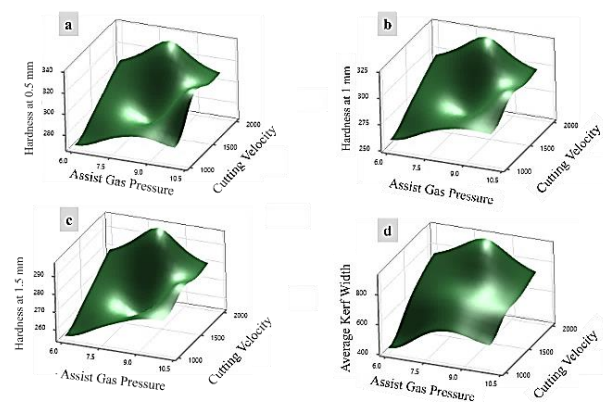 a
Hardness at 0.5 mm
340
320
300
280
6.0
7.5
9.0
10.5
Assist Gas Pressure
1000
1500
2000
Cutting Velocity
b
Hardness at 1 mm
325
300
275
250
6.0
7.5
9.0
10.5
Assist Gas Pressure
1000
1500
2000
Cutting Velocity
c
Hardness at 1.5 mm
290
280
270
260
6.0
7.5
9.0
10.5
Assist Gas Pressure
1000
1500
2000
Cutting Velocity
d
Average Kerf Width
800
600
400
6.0
7.5
9.0
10.5
Assist Gas Pressure
1000
1500
2000
Cutting Velocity